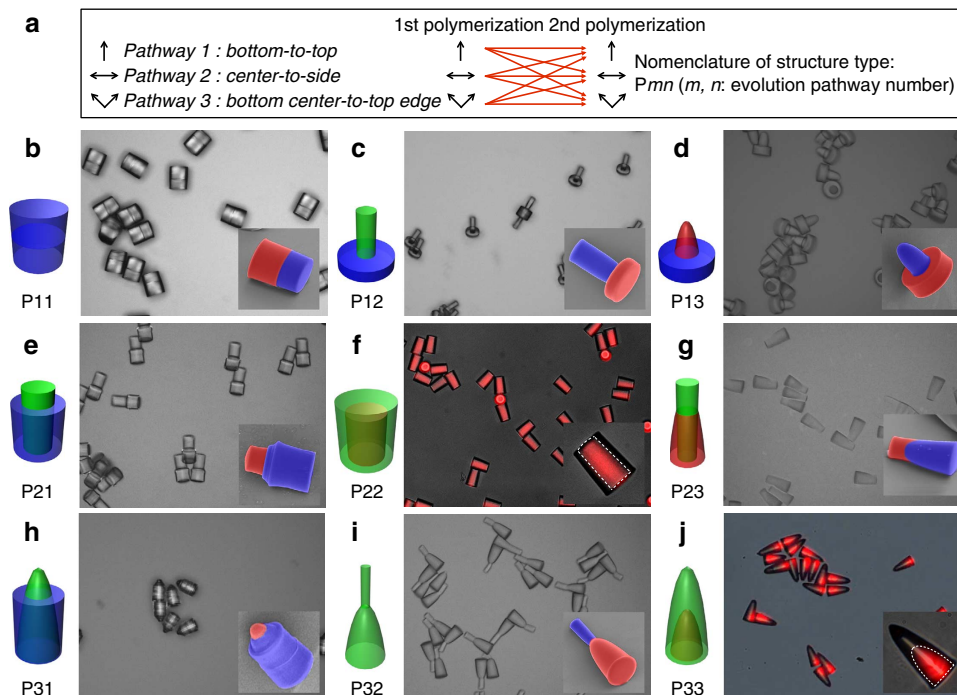 a
1st polymerization 2nd polymerization
Pathway 1 : bottom-to-top
Pathway 2 : center-to-side
Pathway 3 : bottom center-to-top edge
Nomenclature of structure type:
Pmn (m, n: evolution pathway number)
b
P11
c
P12
d
P13
e
P21
f
P22
g
P23
h
P31
i
P32
j
P33